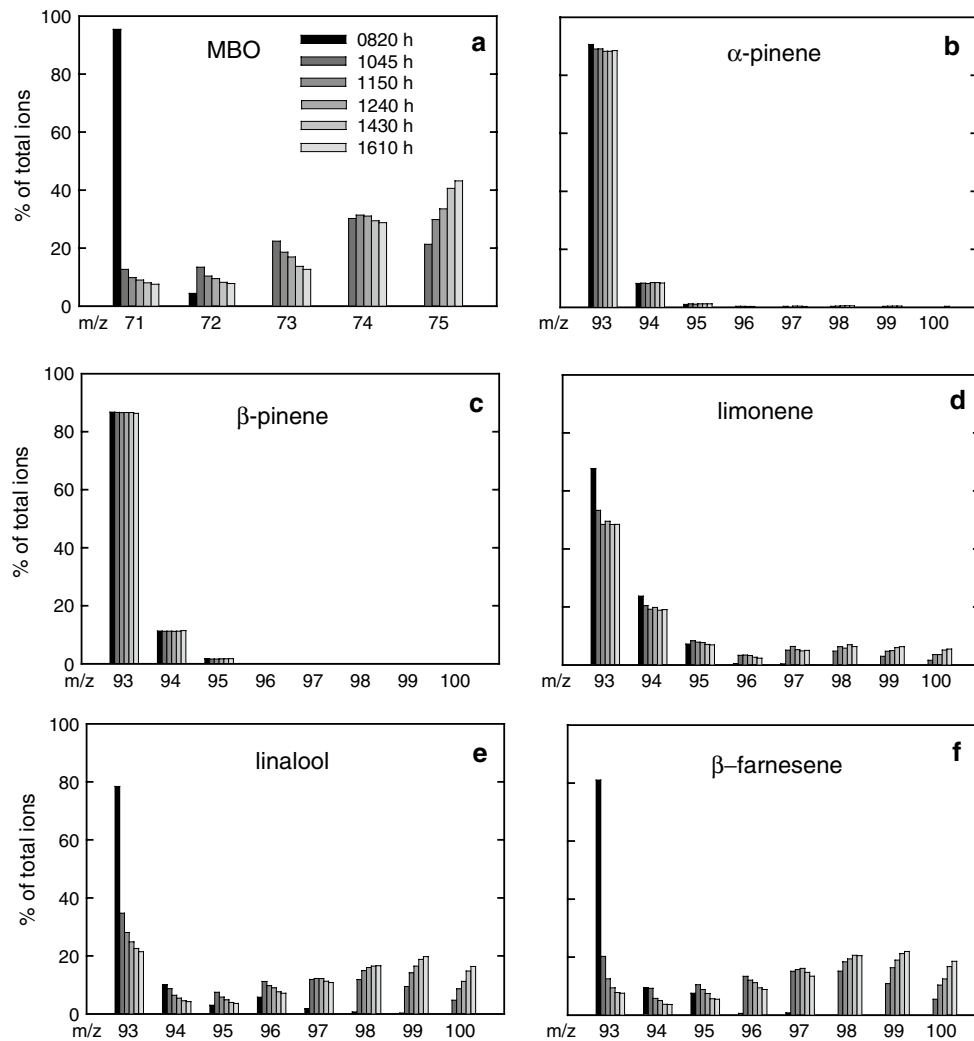 100
80
60
40
20
0
% of total ions
MBO
a
0820 h
1045 h
1150 h
1240 h
1430 h
1610 h
m/z 71 72 73 74 75
b
α-pinene
93 94 95 96 97 98 99 100
100
80
60
40
20
0
% of total ions
c
β-pinene
m/z 93 94 95 96 97 98 99 100
d
limonene
m/z 93 94 95 96 97 98 99 100
100
80
60
40
20
0
% of total ions
e
linalool
m/z 93 94 95 96 97 98 99 100
f
β–farnesene
m/z 93 94 95 96 97 98 99 100